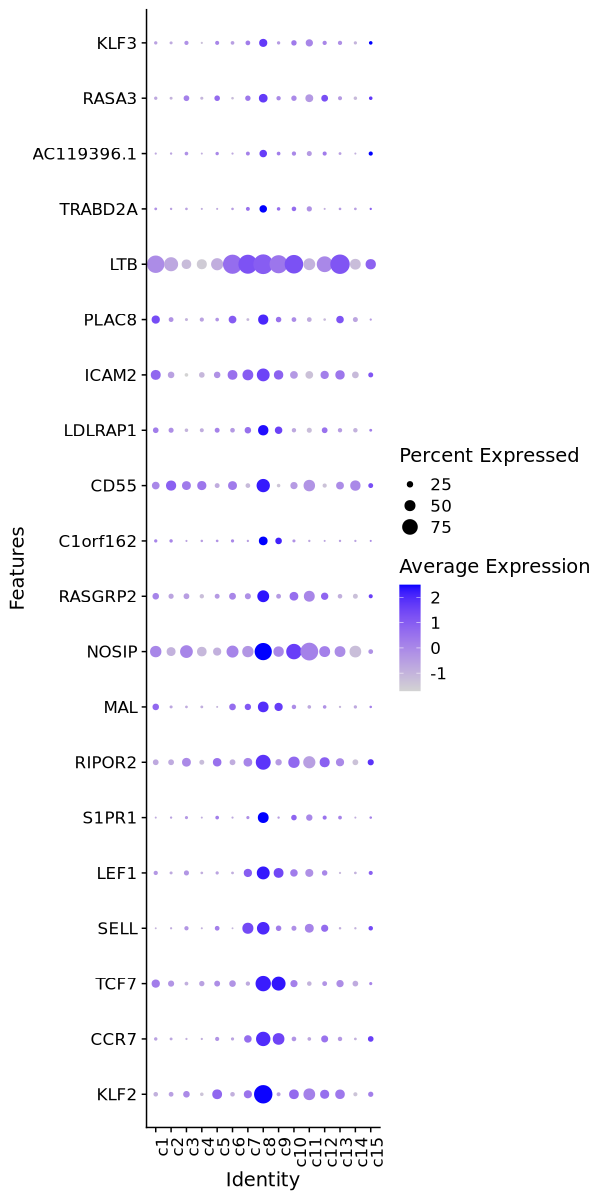 KLF3
RASA3
AC119396.1
TRABD2A
LTB
PLAC8
ICAM2
LDLRAP1
CD55
C1orf162
RASGRP2
NOSIP
MAL
RIPOR2
S1PR1
LEF1
SELL
TCF7
CCR7
KLF2
Features
c1
c2
c3
c4
c5
c6
c7
c8
c9
c10
c11
c12
c13
c14
c15
Identity
Percent Expressed
25
50
75
Average Expression
2
1
0
-1